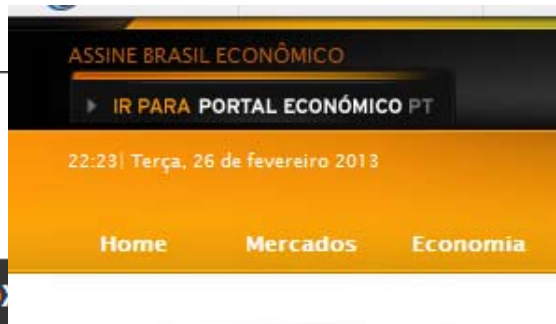 ASSINE BRASIL ECONÔMICO
IR PARA PORTAL ECONÓMICO PT
22:23| Terça, 26 de fevereiro 2013
Home Mercados Economia